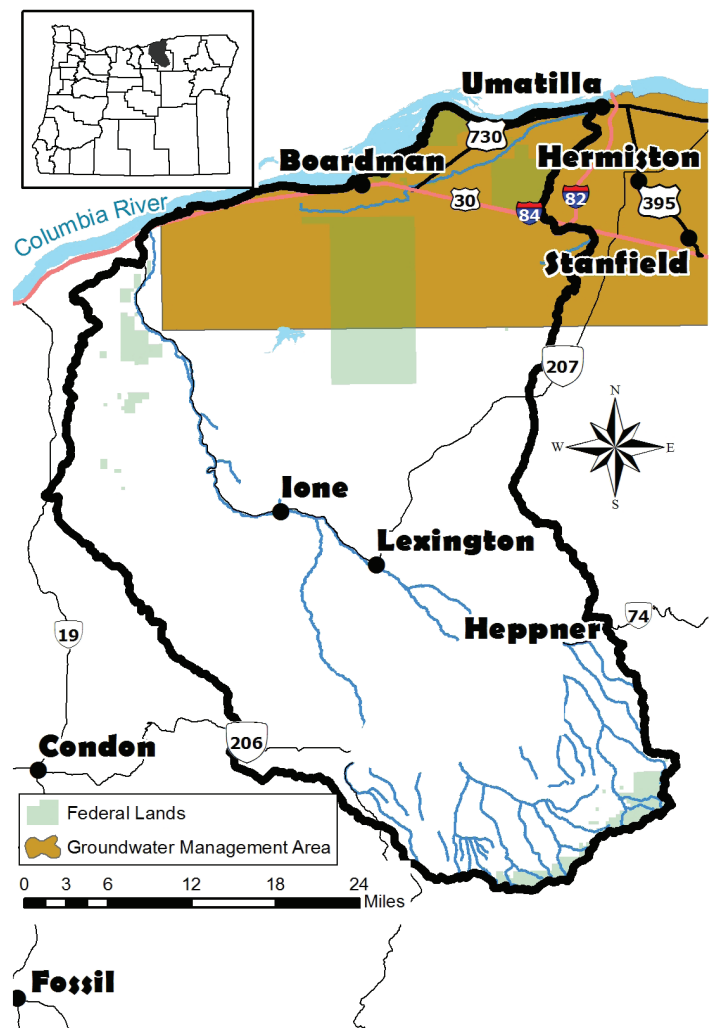 Umatilla
730
Boardman
Hermiston
30
84
82
395
Columbia River
Stanfield
207
N
W
E
S
Ione
Lexington
Heppner
74
19
206
Condon
Federal Lands
Groundwater Management Area
0 3 6 12 18 24
Miles
Fossil